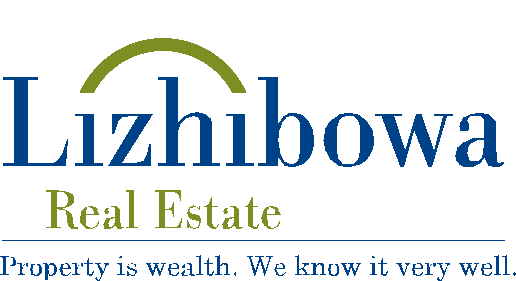 Lizhibowa
Real Estate
Property is wealth. We know it very well.